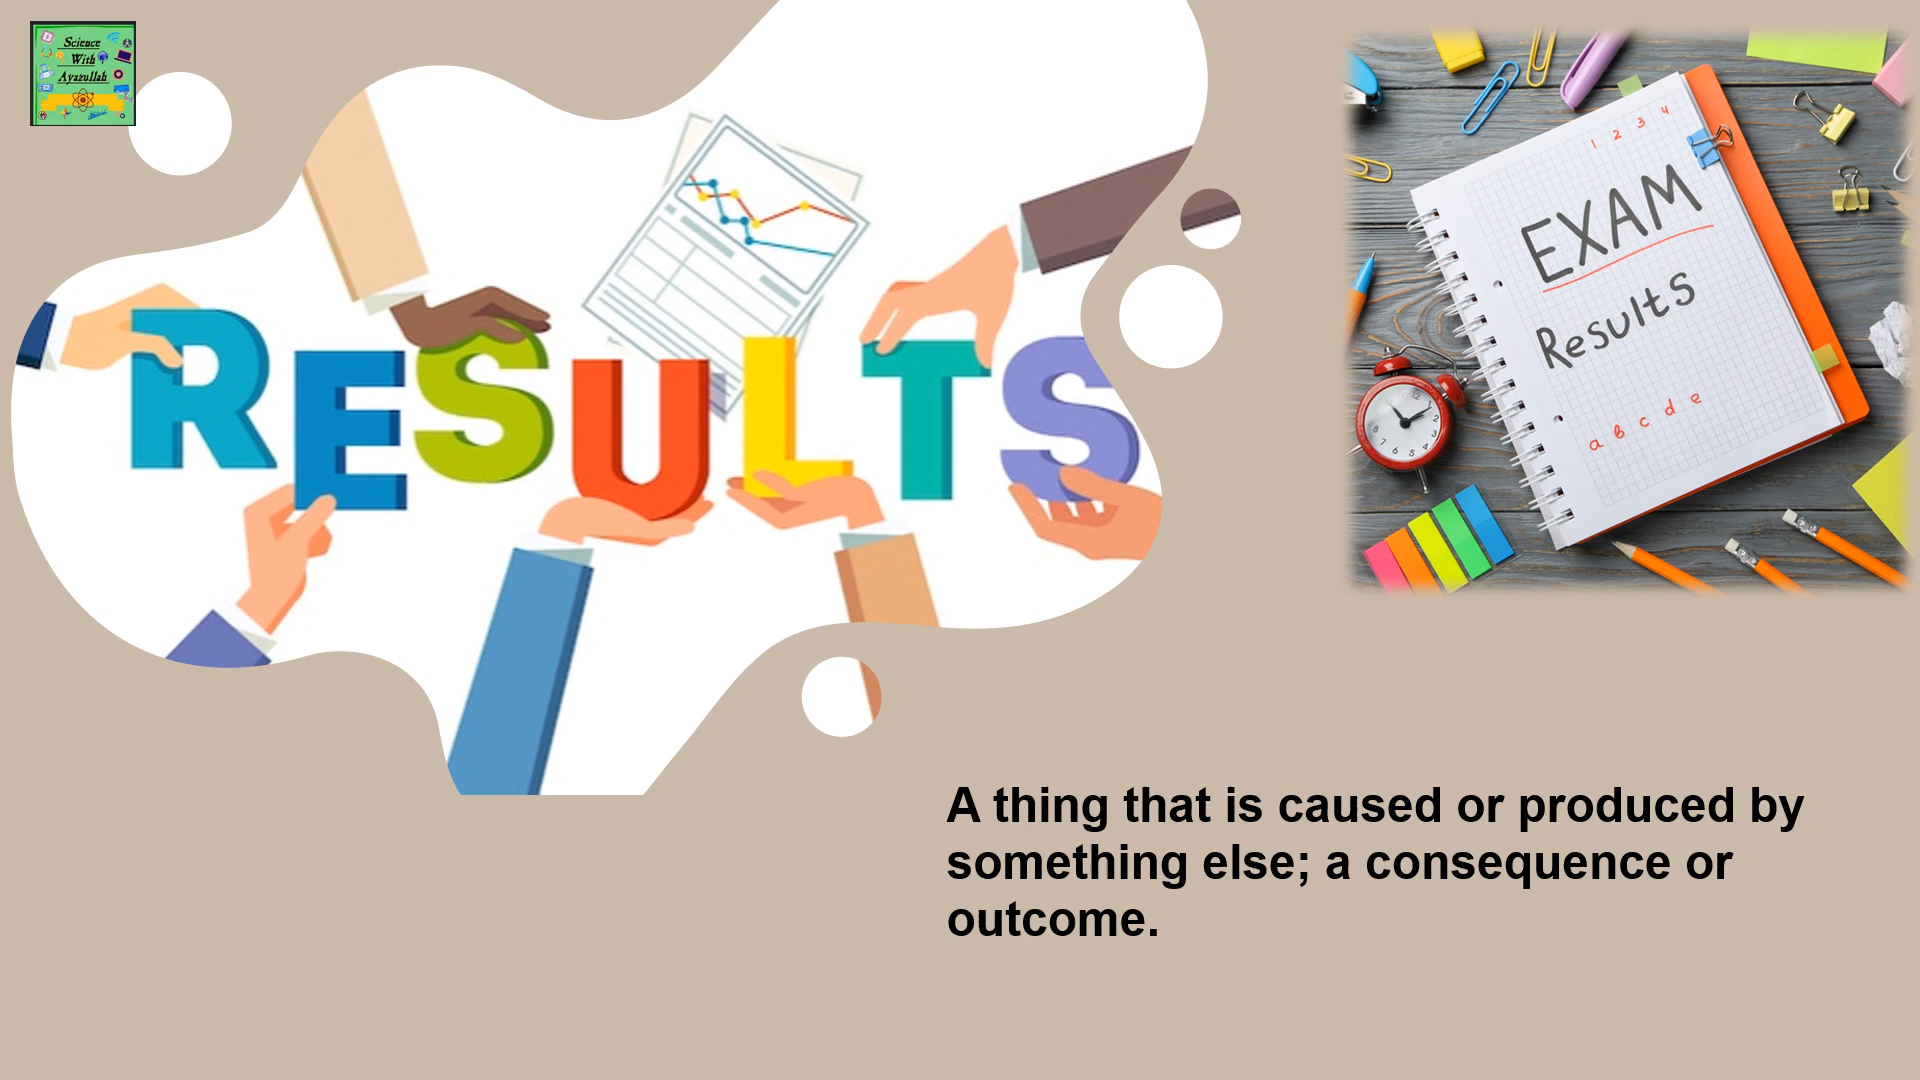 Science
With
Ayazullah
RESULTS
1 2 3 4
EXAM
Results
a b c d e
A thing that is caused or produced by
something else; a consequence or
outcome.